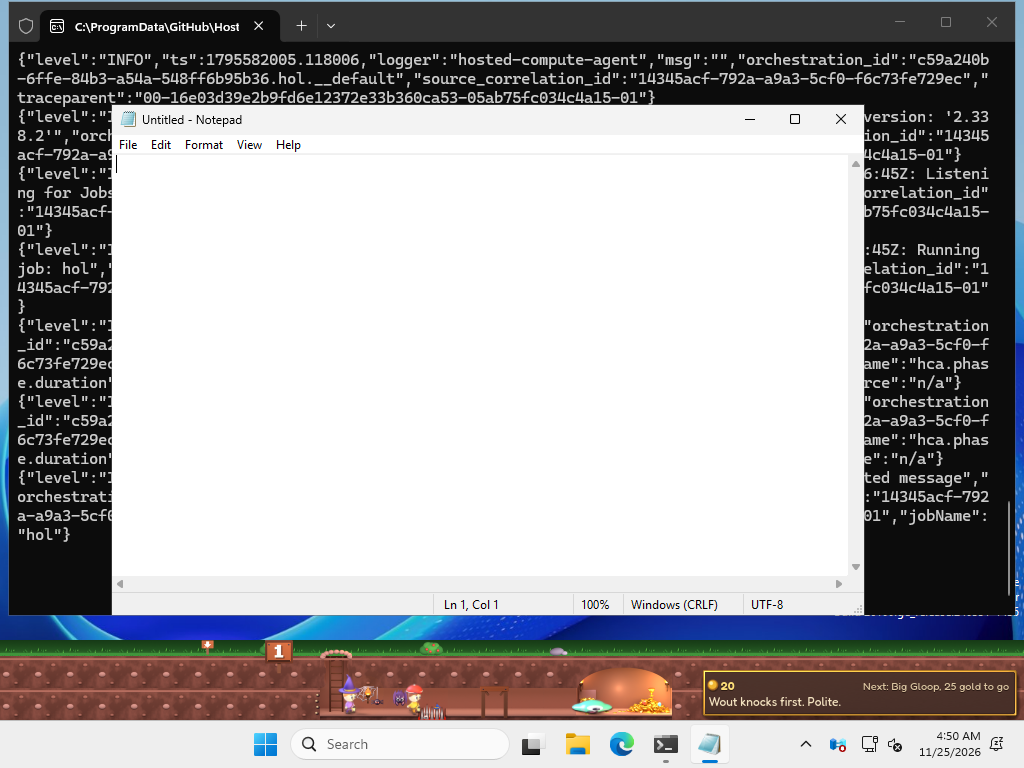 C:\ProgramData\GitHub\Host
{"level":"INFO","ts":1795582005.118006,"logger":"hosted-compute-agent","msg":"","orchestration_id":"c59a240b
-6ffe-84b3-a54a-548ff6b95b36.hol.__default","source_correlation_id":"14345acf-792a-a9a3-5cf0-f6c73fe729ec","
traceparent":"00-16e03d39e2b9fd6e12372e33b360ca53-05ab75fc034c4a15-01"}
{"level":"I version: '2.33
8.2'","orch ion_id":"14345
acf-792a-a9 c4a15-01"}
{"level":"I 6:45Z: Listeni
ng for Jobs orrelation_id"
:"14345acf- b75fc034c4a15-
01"}
{"level":"I :45Z: Running
job: hol"," elation_id":"1
4345acf-792 fc034c4a15-01"
}
{"level":"I "orchestration
_id":"c59a2 2a-a9a3-5cf0-f
6c73fe729ec ame":"hca.phas
e.duration" rce":"n/a"}
{"level":"I "orchestration
_id":"c59a2 2a-a9a3-5cf0-f
6c73fe729ec ame":"hca.phas
e.duration" e":"n/a"}
{"level":"I ted message","
orchestrati :"14345acf-792
a-a9a3-5cf0 01","jobName":
"hol"}
Untitled - Notepad
File Edit Format View Help
Ln 1, Col 1 100% Windows (CRLF) UTF-8
1
20 Next: Big Gloop, 25 gold to go
Wout knocks first. Polite.
Search
4:50 AM
11/25/2026